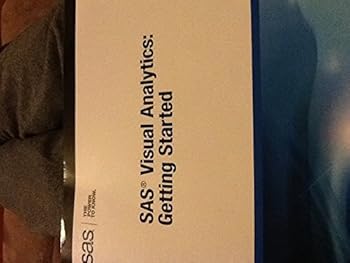 sas
THE
POWER
TO KNOW.
SAS® Visual Analytics:
Getting Started